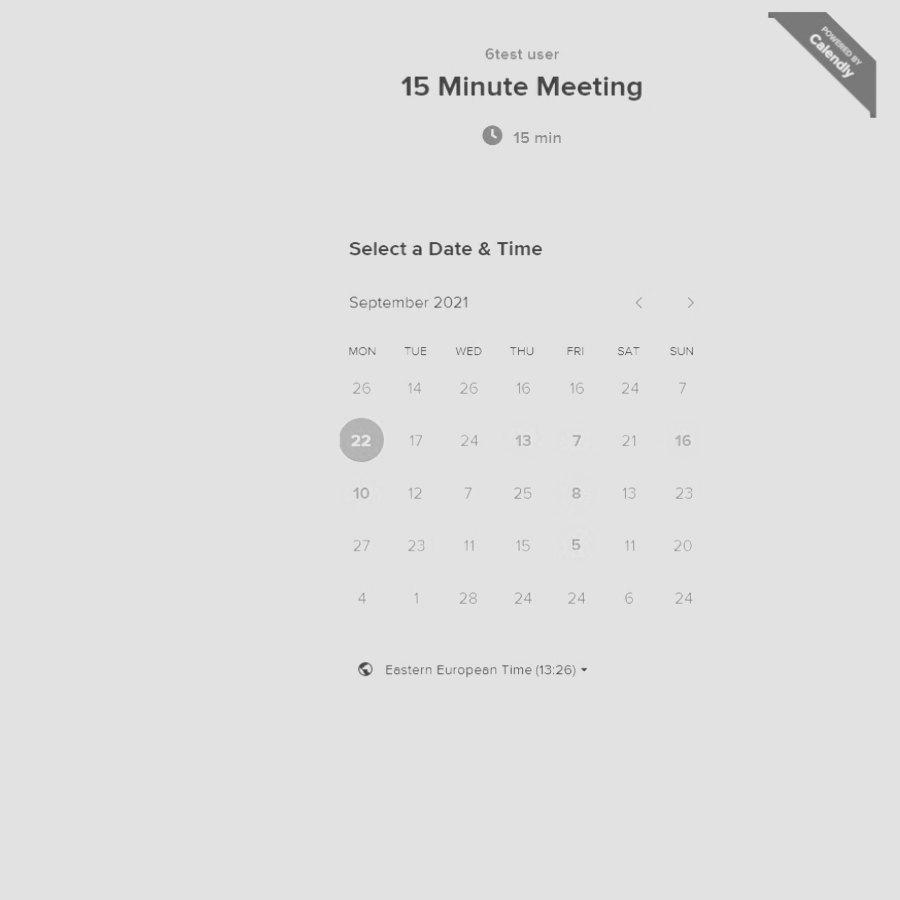 POWERED BY
Calendly
6test user
15 Minute Meeting
15 min
Select a Date & Time
September 2021
MON TUE WED THU FRI SAT SUN
26 14 26 16 16 24 7
22 17 24 13 7 21 16
10 12 7 25 8 13 23
27 23 11 15 5 11 20
4 1 28 24 24 6 24
Eastern European Time (13:26)